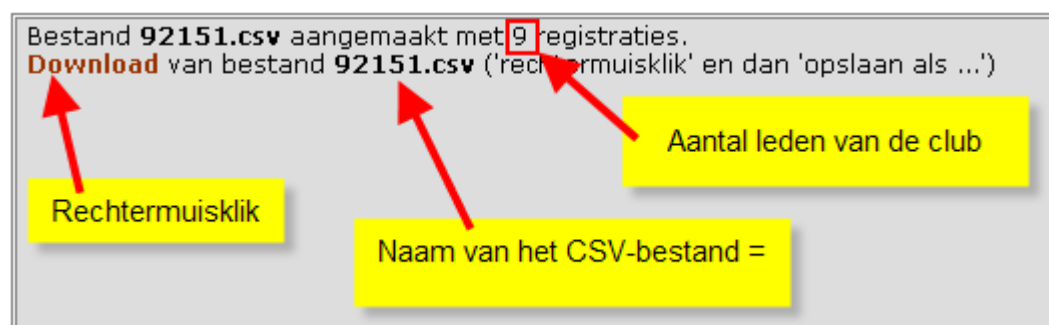 Bestand 92151.csv aangemaakt met 9 registraties.
Download van bestand 92151.csv ('rechtermuisklik' en dan 'opslaan als ...')
Aantal leden van de club
Rechtermuisklik
Naam van het CSV-bestand =